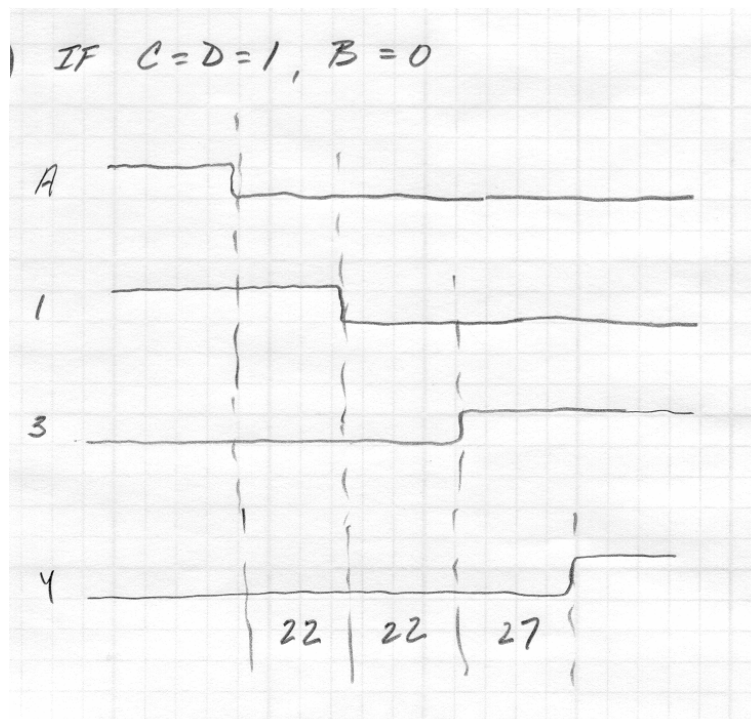 ) IF C = D = 1, B = 0
A
1
3
Y
22 22 27